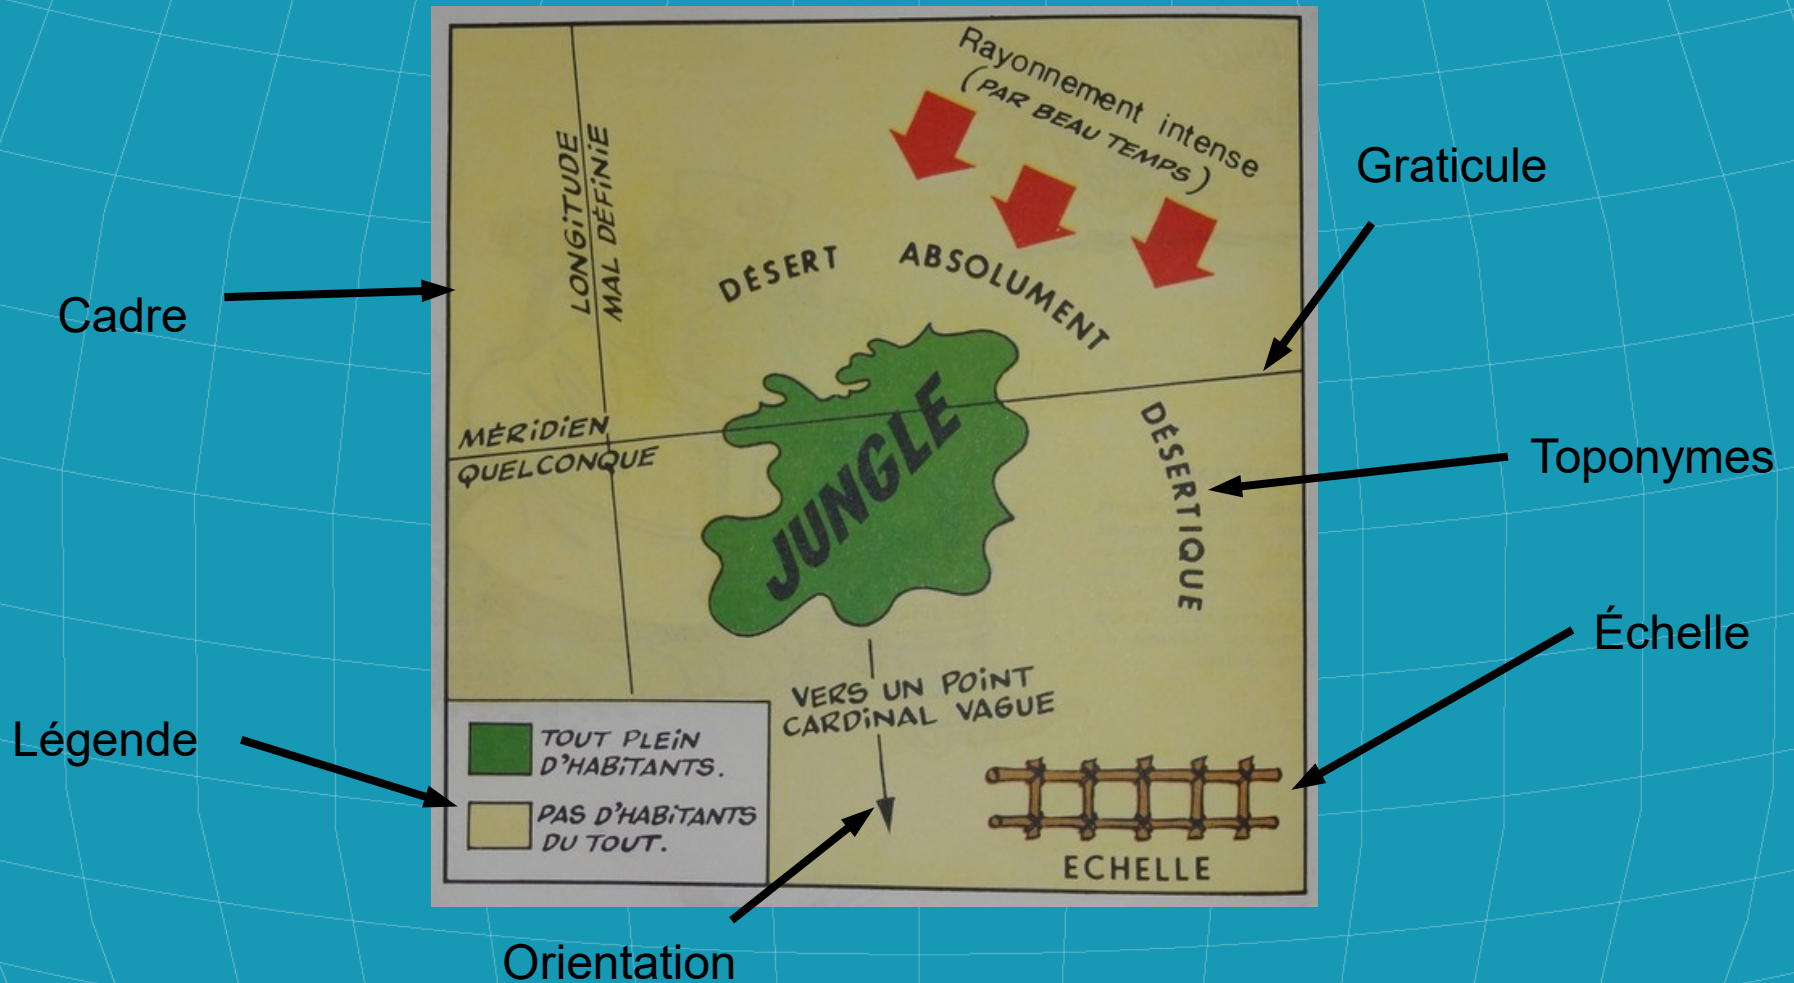 Rayonnement intense
(PAR BEAU TEMPS)
Graticule
LONGiTUDE
MAL DÉFiNiE
DÉSERT ABSOLUMENT
DÉSERTIQUE
Cadre
MÉRiDiEN
QUELCONQUE
JUNGLE
Toponymes
Échelle
VERS UN POiNT
CARDiNAL VAGUE
Légende
TOUT PLEiN
D'HABiTANTS.
PAS D'HABiTANTS
DU TOUT.
ECHELLE
Orientation